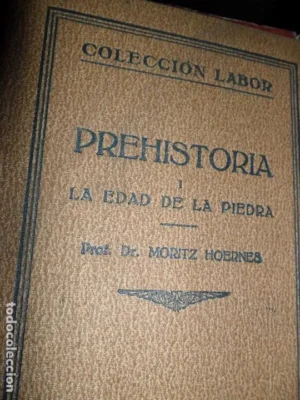 COLECCIÓN LABOR
PREHISTORIA
I
LA EDAD DE LA PIEDRA
Prof. Dr. MORITZ HOERNES
todocoleccion